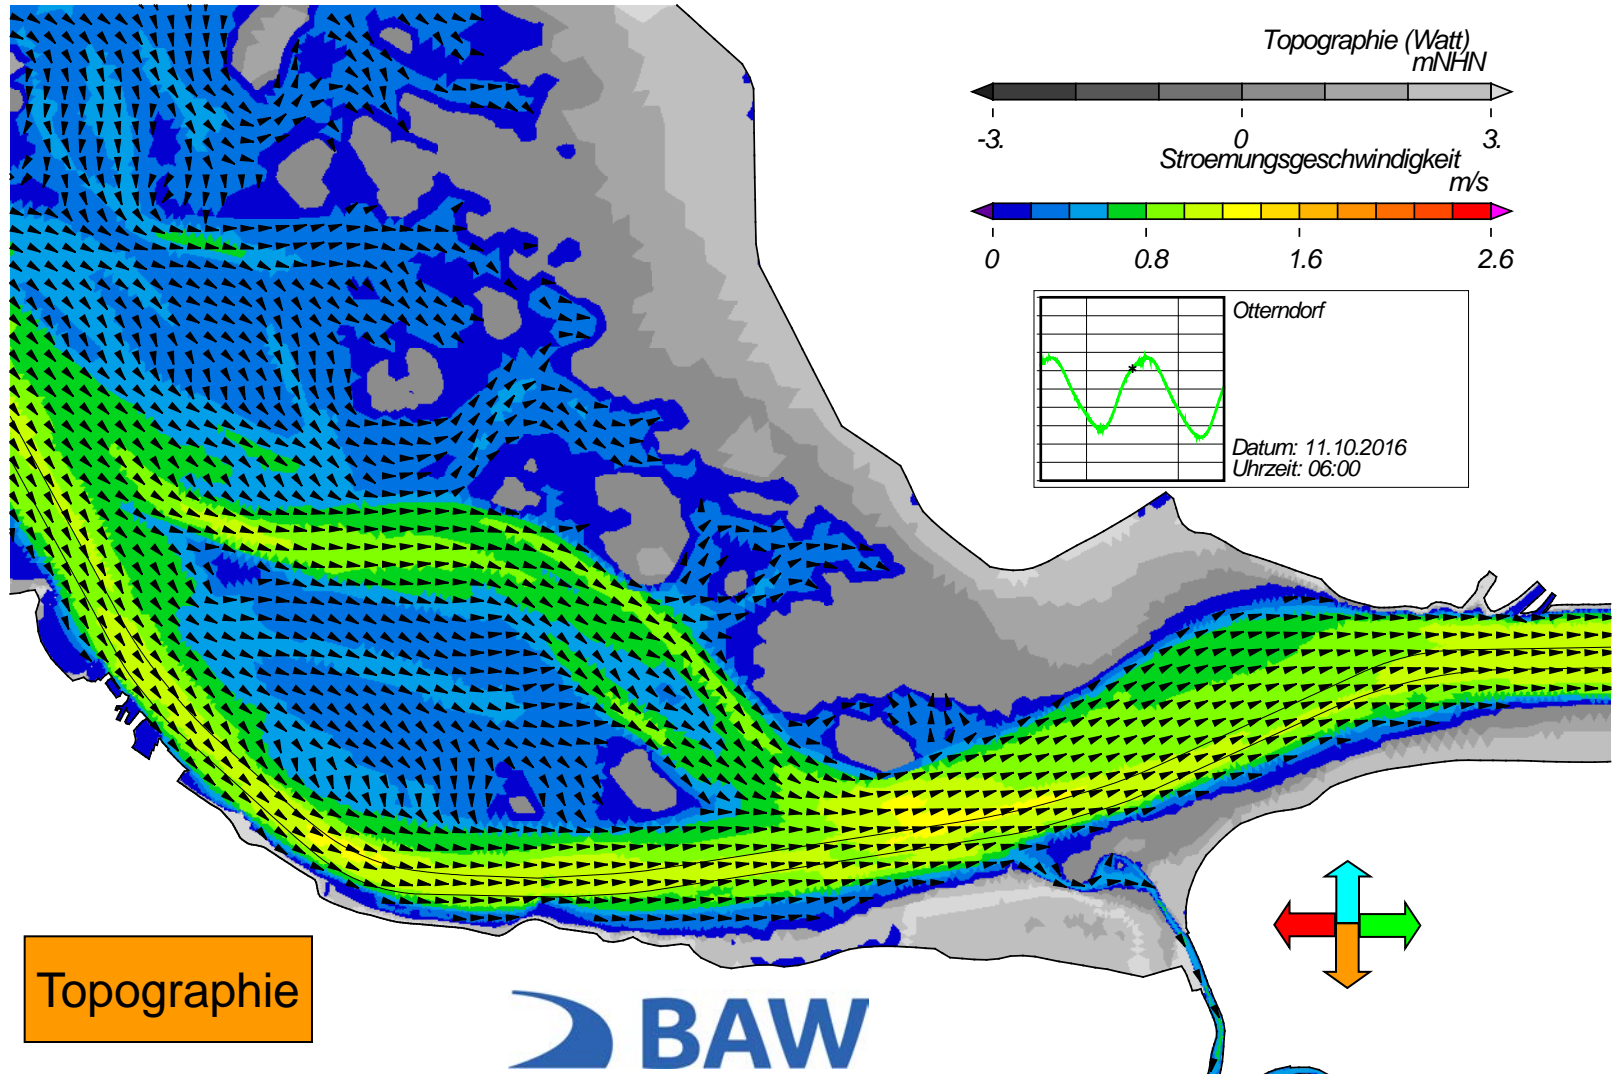 Topographie (Watt)
mNHN
-3. 0 3.
Stroemungsgeschwindigkeit
m/s
0 0.8 1.6 2.6
Otterndorf
Datum: 11.10.2016
Uhrzeit: 06:00
Topographie
BAW